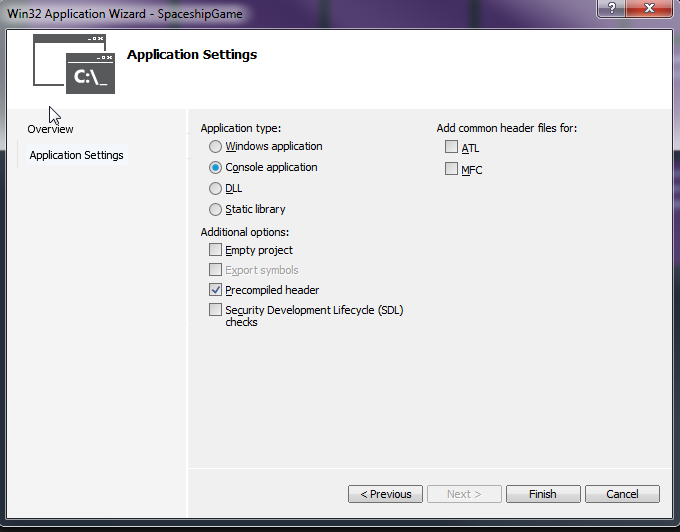 Win32 Application Wizard - SpaceshipGame
C:\_
Application Settings
Overview
Application Settings
Application type:
Windows application
Console application
DLL
Static library
Additional options:
Empty project
Export symbols
Precompiled header
Security Development Lifecycle (SDL)
checks
Add common header files for:
ATL
MFC
< Previous
Next >
Finish
Cancel